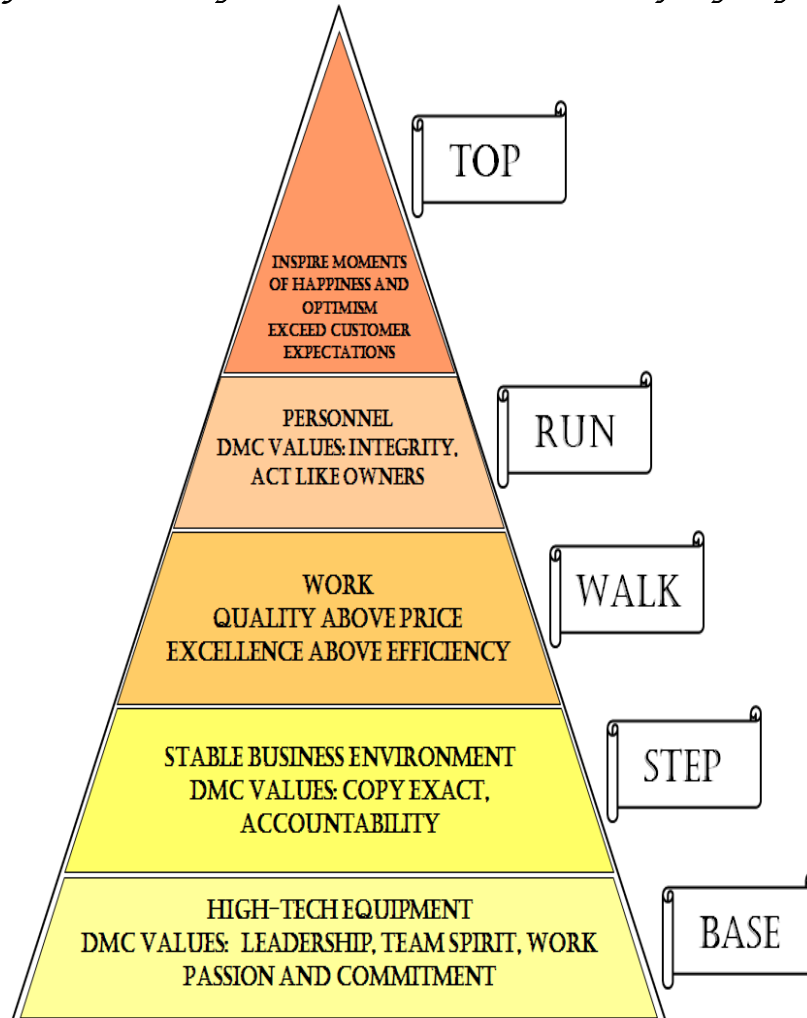 TOP
INSPIRE MOMENTS
OF HAPPINESS AND
OPTIMISM
EXCEED CUSTOMER
EXPECTATIONS
RUN
PERSONNEL
DMC VALUES: INTEGRITY,
ACT LIKE OWNERS
WALK
WORK
QUALITY ABOVE PRICE
EXCELLENCE ABOVE EFFICIENCY
STEP
STABLE BUSINESS ENVIRONMENT
DMC VALUES: COPY EXACT,
ACCOUNTABILITY
BASE
HIGH-TECH EQUIPMENT
DMC VALUES: LEADERSHIP, TEAM SPIRIT, WORK
PASSION AND COMMITMENT